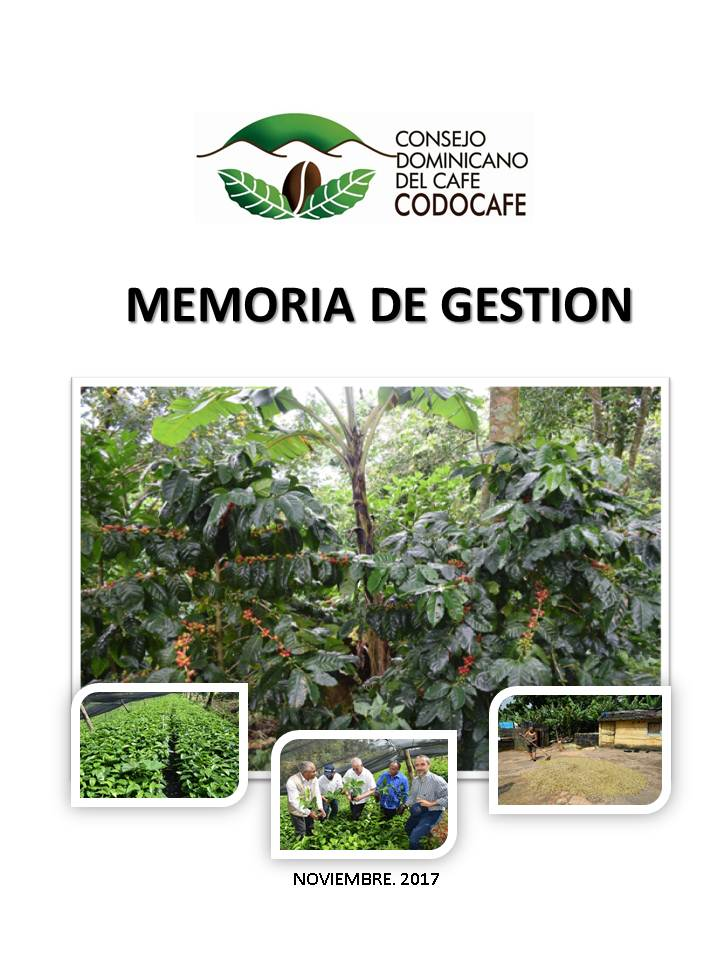 CONSEJO
DOMINICANO
DEL CAFE
CODOCAFE
MEMORIA DE GESTION
NOVIEMBRE. 2017